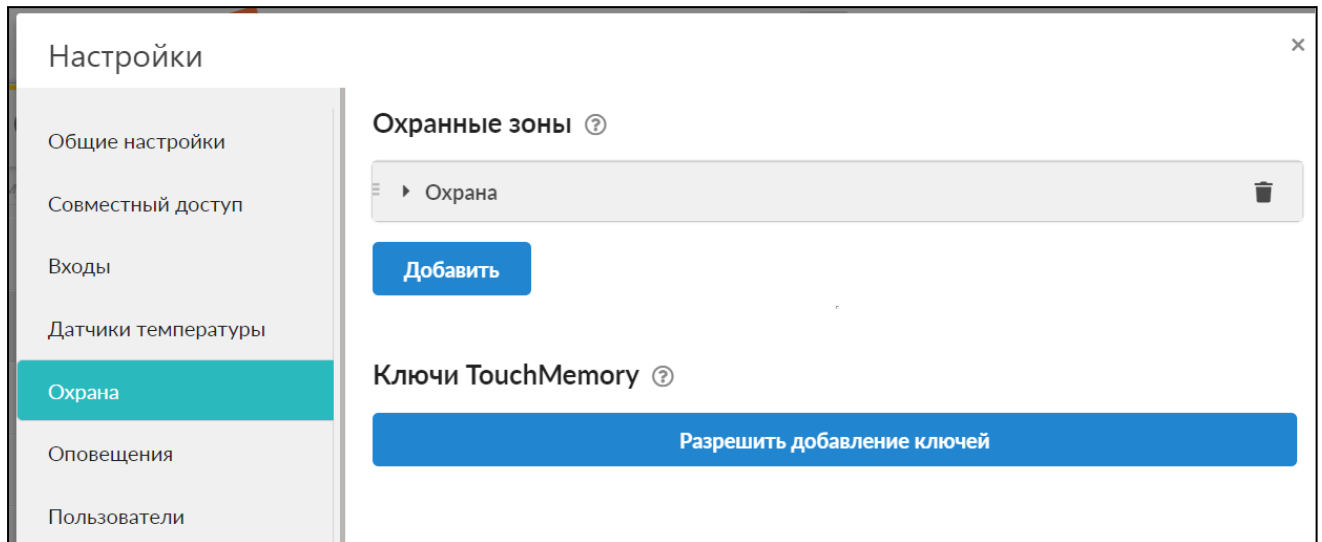 Настройки
×
Общие настройки
Совместный доступ
Входы
Датчики температуры
Охрана
Оповещения
Пользователи
Охранные зоны ?
Охрана
Добавить
Ключи TouchMemory ?
Разрешить добавление ключей